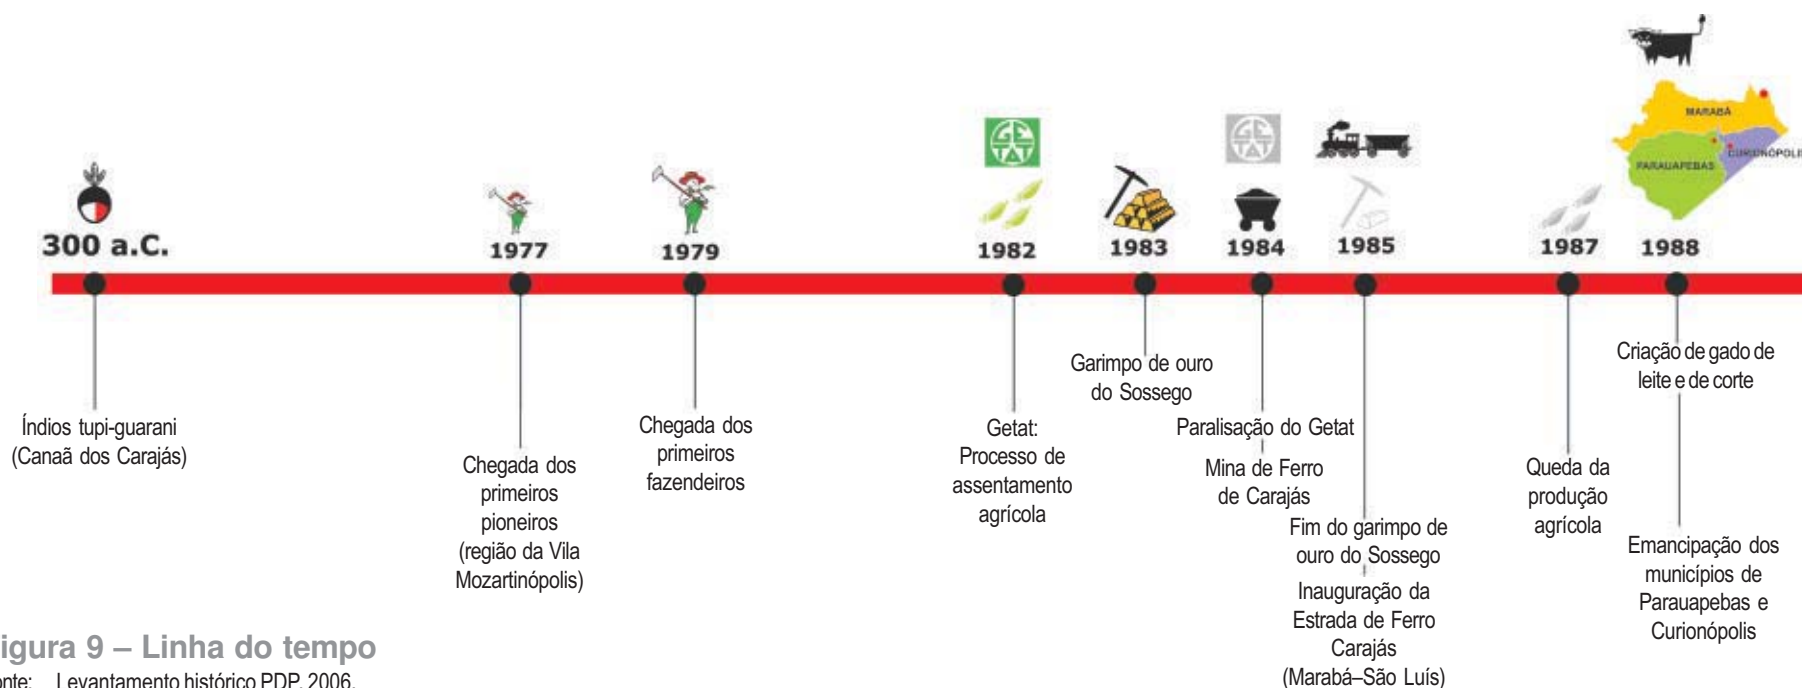 300 a.C.
Índios tupi-guarani
(Canaã dos Carajás)
1977
Chegada dos
primeiros
pioneiros
(região da Vila
Mozartinópolis)
1979
Chegada dos
primeiros
fazendeiros
GETAT
1982
Getat:
Processo de
assentamento
agrícola
1983
Garimpo de ouro
do Sossego
GETAT
1984
Paralisação do Getat
Mina de Ferro
de Carajás
1985
Fim do garimpo de
ouro do Sossego
Inauguração da
Estrada de Ferro
Carajás
(Marabá–São Luís)
1987
Queda da
produção
agrícola
MARABÁ
PARAUAPEBAS
CURIONÓPOLIS
1988
Criação de gado de
leite e de corte
Emancipação dos
municípios de
Parauapebas e
Curionópolis
igura 9 – Linha do tempo
onte: Levantamento histórico PDP, 2006.